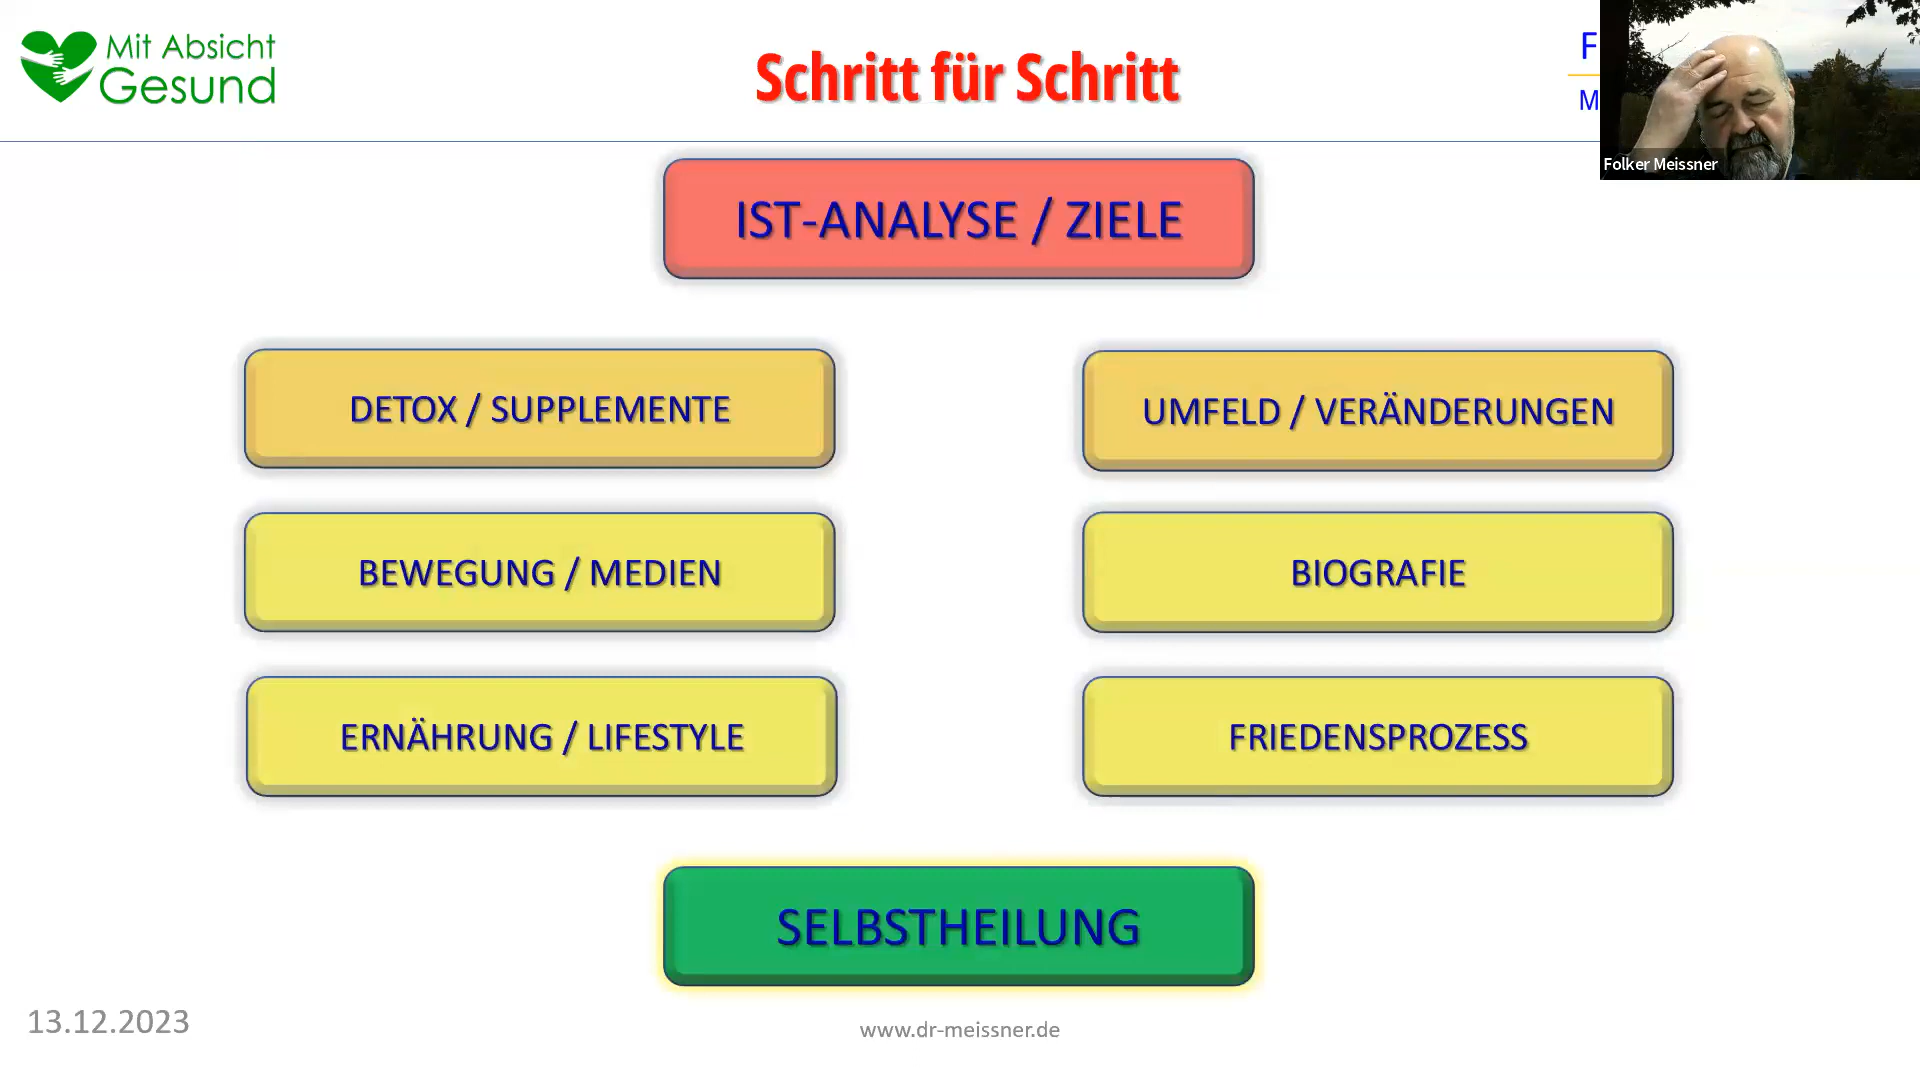 Mit Absicht
Gesund
Schritt für Schritt
F
M
Folker Meissner
IST-ANALYSE / ZIELE
DETOX / SUPPLEMENTE
UMFELD / VERÄNDERUNGEN
BEWEGUNG / MEDIEN
BIOGRAFIE
ERNÄHRUNG / LIFESTYLE
FRIEDENSPROZESS
SELBSTHEILUNG
13.12.2023
www.dr-meissner.de